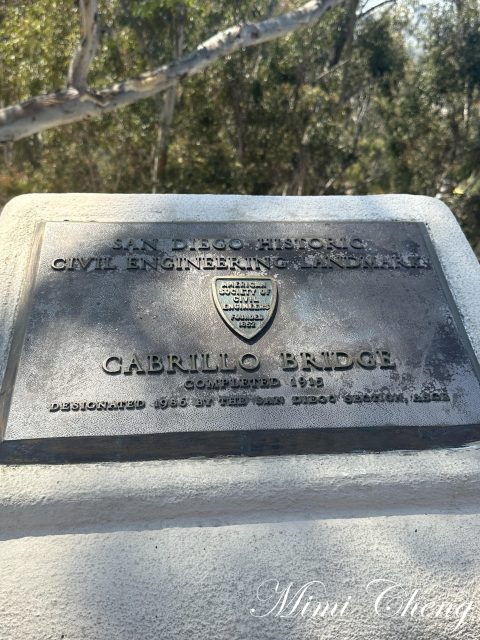 SAN DIEGO HISTORIC
CIVIL ENGINEERING LANDMARK
AMERICAN
SOCIETY OF
CIVIL
ENGINEERS
FOUNDED
1852
CABRILLO BRIDGE
COMPLETED 1915
DESIGNATED 1986 BY THE SAN DIEGO SECTION, ASCE
Mimi Cheng